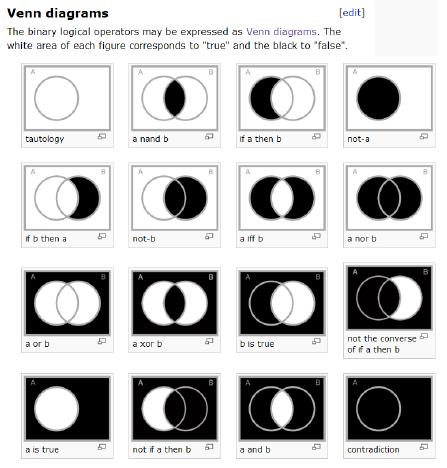 Venn diagrams [edit]
The binary logical operators may be expressed as Venn diagrams. The
white area of each figure corresponds to "true" and the black to "false".
A A B A B A
tautology a nand b if a then b not-a
A B A B A B A B
if b then a not-b a iff b a nor b
A B A B A B A B
a or b a xor b b is true not the converse
of if a then b
A A B A B A
a is true not if a then b a and b contradiction